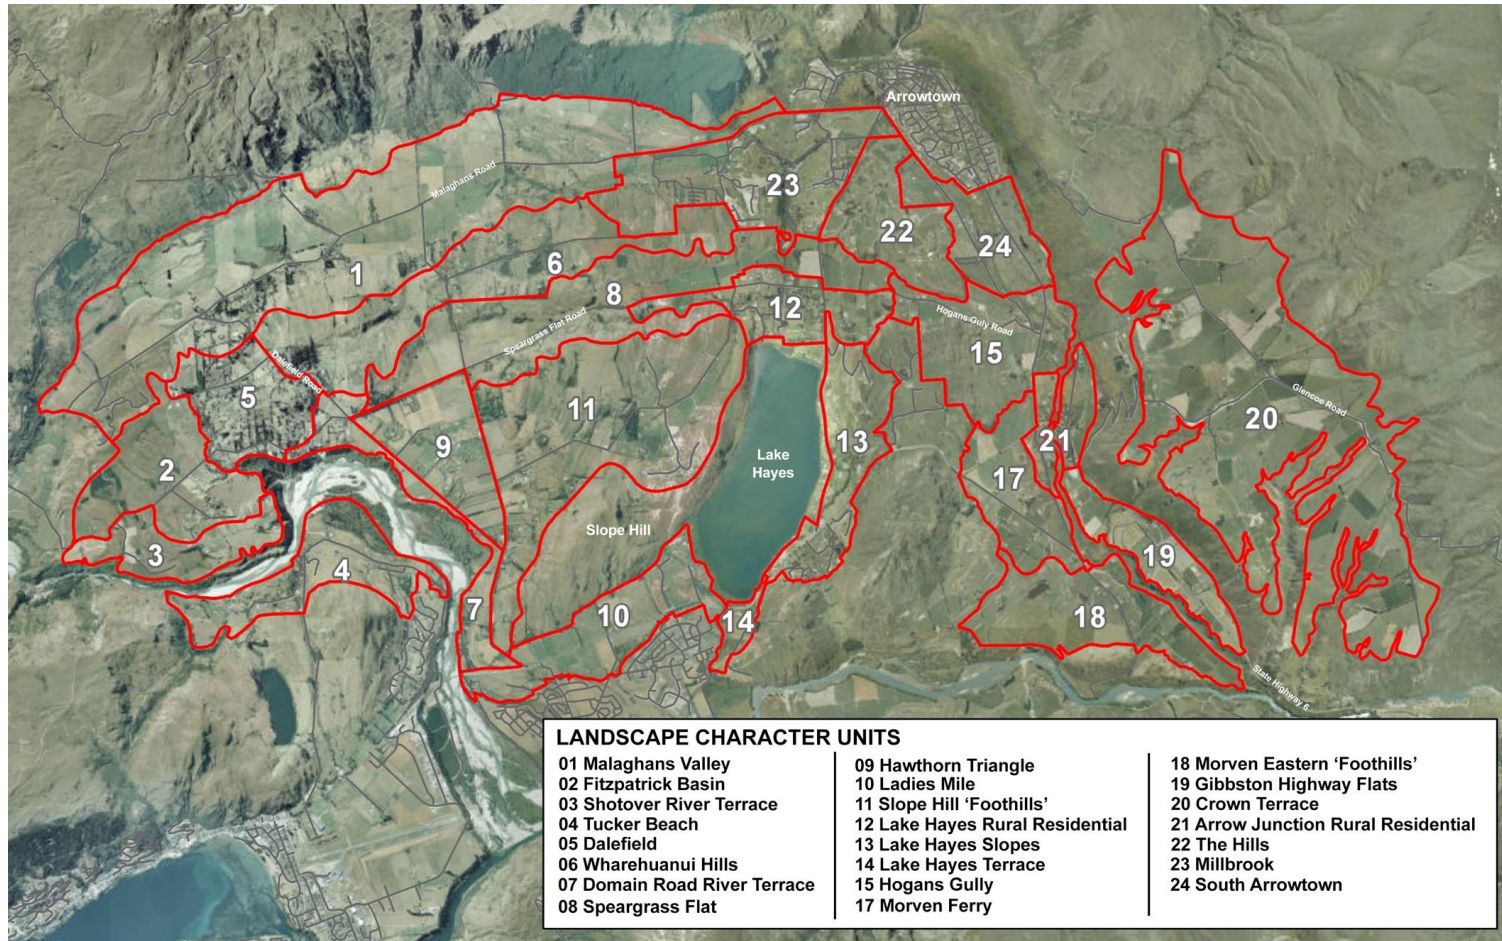 Arrowtown
Malaghans Road
23
22
24
1
6
8
12
Hogans Guly Road
Speargrass Flat Road
15
Dalefield Road
5
Glencoe Road
11
20
9
13
21
Lake
Hayes
2
17
Slope Hill
3
4
19
7
10
14
18
State Highway 6
LANDSCAPE CHARACTER UNITS
01 Malaghans Valley
02 Fitzpatrick Basin
03 Shotover River Terrace
04 Tucker Beach
05 Dalefield
06 Wharehuanui Hills
07 Domain Road River Terrace
08 Speargrass Flat
09 Hawthorn Triangle
10 Ladies Mile
11 Slope Hill ‘Foothills’
12 Lake Hayes Rural Residential
13 Lake Hayes Slopes
14 Lake Hayes Terrace
15 Hogans Gully
17 Morven Ferry
18 Morven Eastern ‘Foothills’
19 Gibbston Highway Flats
20 Crown Terrace
21 Arrow Junction Rural Residential
22 The Hills
23 Millbrook
24 South Arrowtown